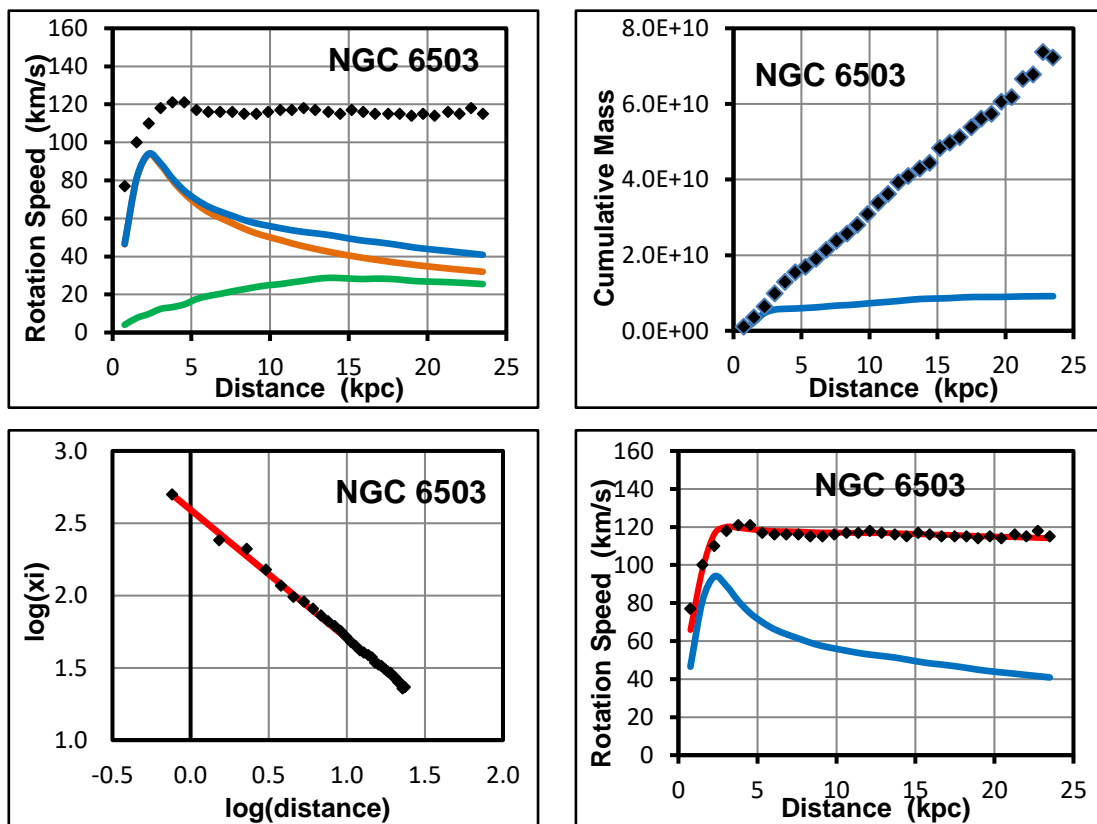 160
140
120
100
80
60
40
20
0
Rotation Speed (km/s)
NGC 6503
0 5 10 15 20 25
Distance (kpc)
8.0E+10
6.0E+10
4.0E+10
2.0E+10
0.0E+00
Cumulative Mass
NGC 6503
0 5 10 15 20 25
Distance (kpc)
3.0
2.5
2.0
1.5
1.0
log(xi)
NGC 6503
-0.5 0.0 0.5 1.0 1.5 2.0
log(distance)
160
140
120
100
80
60
40
20
0
Rotation Speed (km/s)
NGC 6503
0 5 10 15 20 25
Distance (kpc)